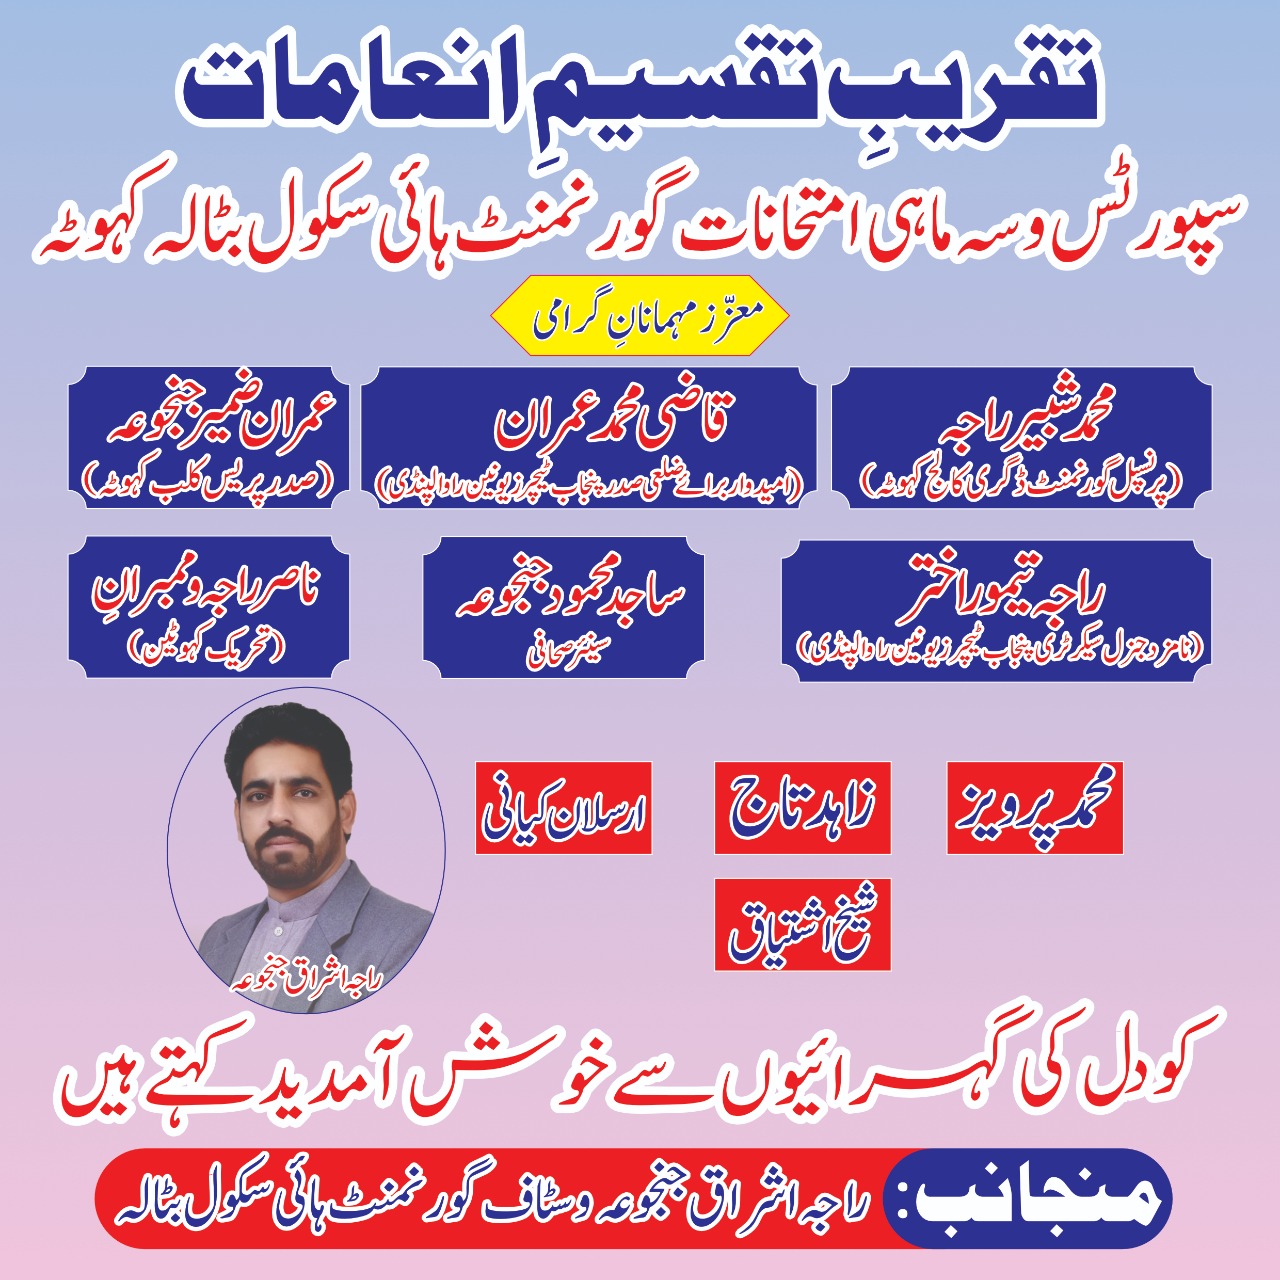 تقریبِ تقسیمِ انعامات
سپورٹس وسہ ماہی امتحانات گورنمنٹ ہائی سکول بٹالہ کہوٹہ
معزّز مہمانانِ گرامی
محمد شبیر راجہ
(پرنسپل گورنمنٹ ڈگری کالج کہوٹہ)
قاضی محمد عمران
(امیدوار برائے ضلعی صدر پنجاب ٹیچرز یونین راولپنڈی)
عمران ضمیر جنجوعہ
(صدر پریس کلب کہوٹہ)
راجہ تیمور اختر
(نامزد جنرل سیکرٹری پنجاب ٹیچرز یونین راولپنڈی)
ساجد محمود جنجوعہ
سینئر صحافی
ناصر راجہ و ممبرانِ
(تحریک کہوٹین)
محمد پرویز
زاہد تاج
ارسلان کیانی
شیخ اشتیاق
راجہ اشراق جنجوعہ
کو دل کی گہرائیوں سے خوش آمدید کہتے ہیں
منجانب: راجہ اشراق جنجوعہ وسٹاف گورنمنٹ ہائی سکول بٹالہ